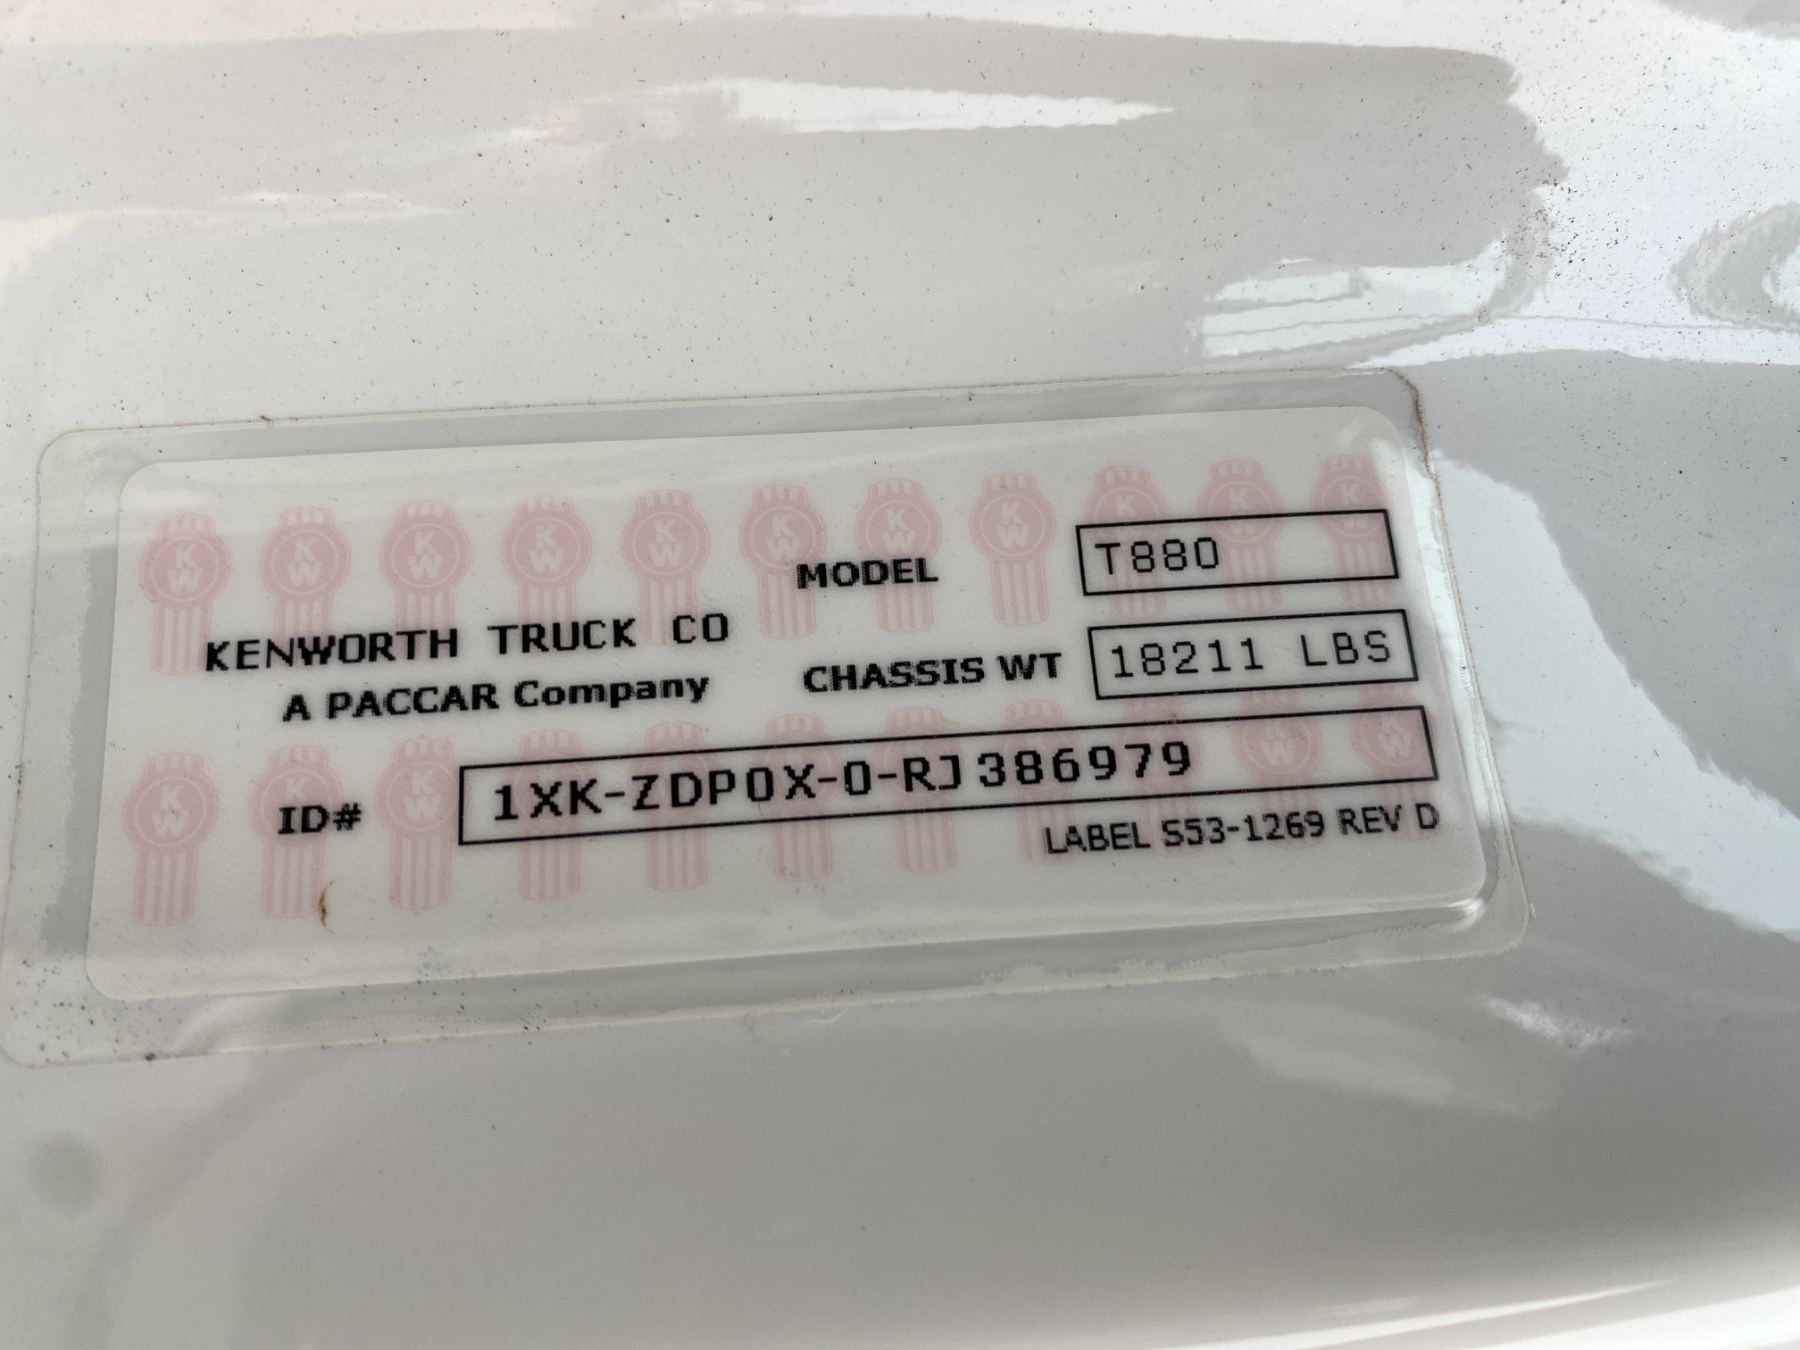 MODEL T880
KENWORTH TRUCK CO
A PACCAR Company
CHASSIS WT 18211 LBS
ID# 1XK-ZDP0X-0-RJ386979
LABEL S53-1269 REV D